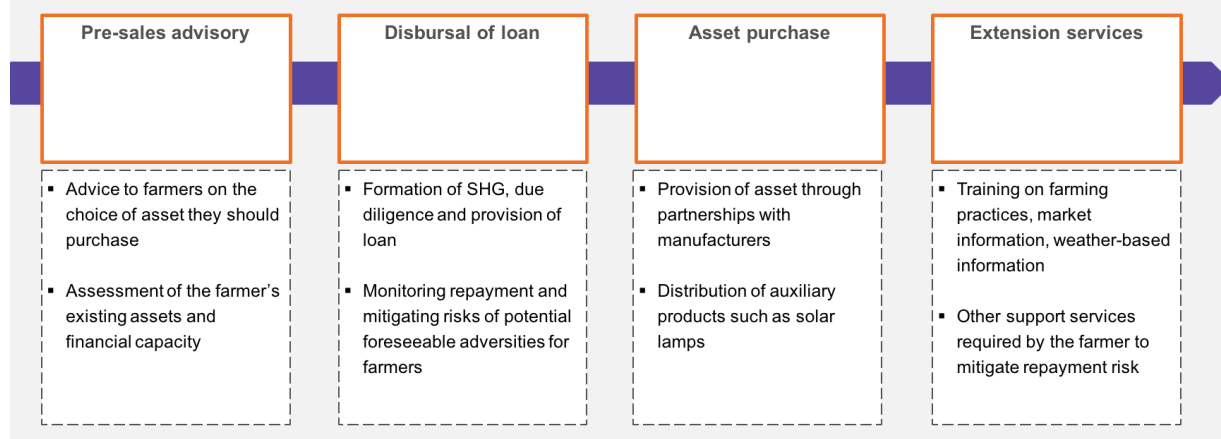 Pre-sales advisory
▪ Advice to farmers on the
choice of asset they should
purchase
▪ Assessment of the farmer's
existing assets and
financial capacity
Disbursal of loan
▪ Formation of SHG, due
diligence and provision of
loan
▪ Monitoring repayment and
mitigating risks of potential
foreseeable adversities for
farmers
Asset purchase
▪ Provision of asset through
partnerships with
manufacturers
▪ Distribution of auxiliary
products such as solar
lamps
Extension services
▪ Training on farming
practices, market
information, weather-based
information
▪ Other support services
required by the farmer to
mitigate repayment risk